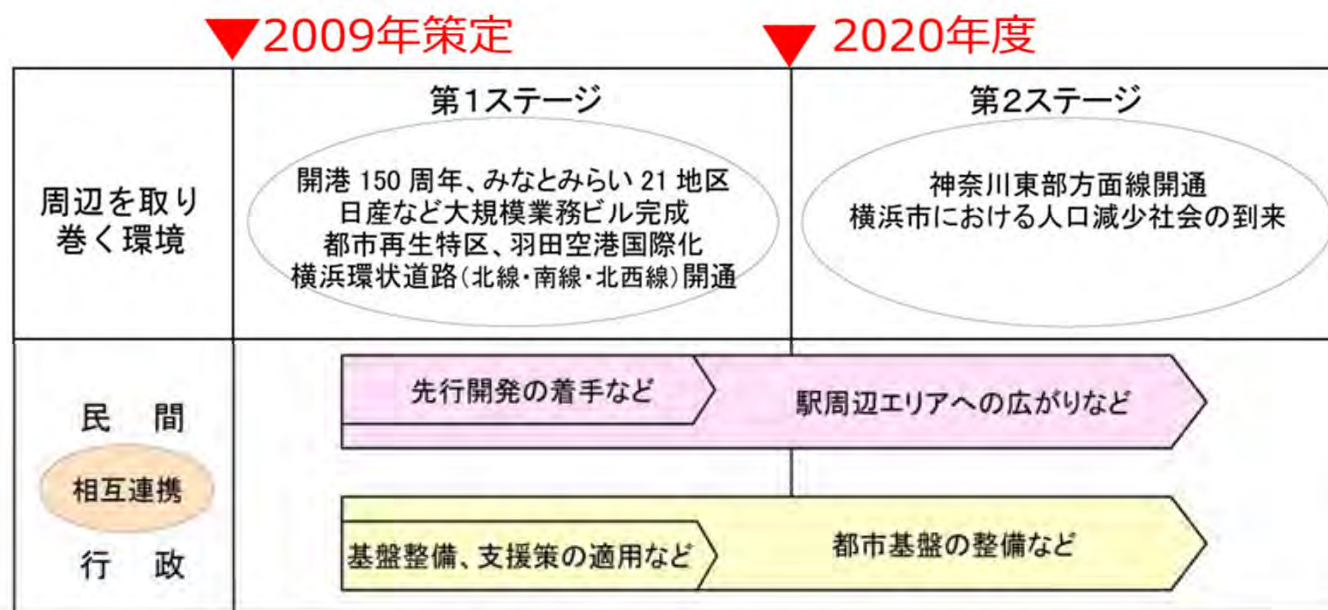 2009年策定
2020年度
第1ステージ
第2ステージ
周辺を取り
巻く環境
開港 150 周年、みなとみらい 21 地区
日産など大規模業務ビル完成
都市再生特区、羽田空港国際化
横浜環状道路（北線・南線・北西線）開通
神奈川東部方面線開通
横浜市における人口減少社会の到来
民　間
相互連携
行　政
先行開発の着手など
駅周辺エリアへの広がりなど
基盤整備、支援策の適用など
都市基盤の整備など